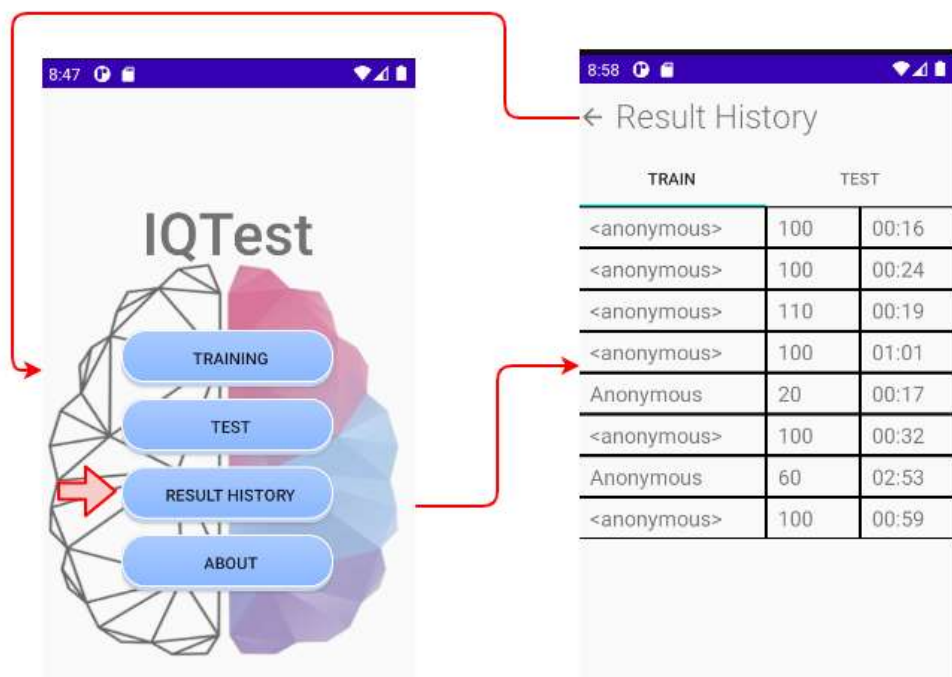 8:47
IQTest
TRAINING
TEST
RESULT HISTORY
ABOUT
8:58
← Result History
TRAIN TEST
<anonymous> 100 00:16
<anonymous> 100 00:24
<anonymous> 110 00:19
<anonymous> 100 01:01
Anonymous 20 00:17
<anonymous> 100 00:32
Anonymous 60 02:53
<anonymous> 100 00:59